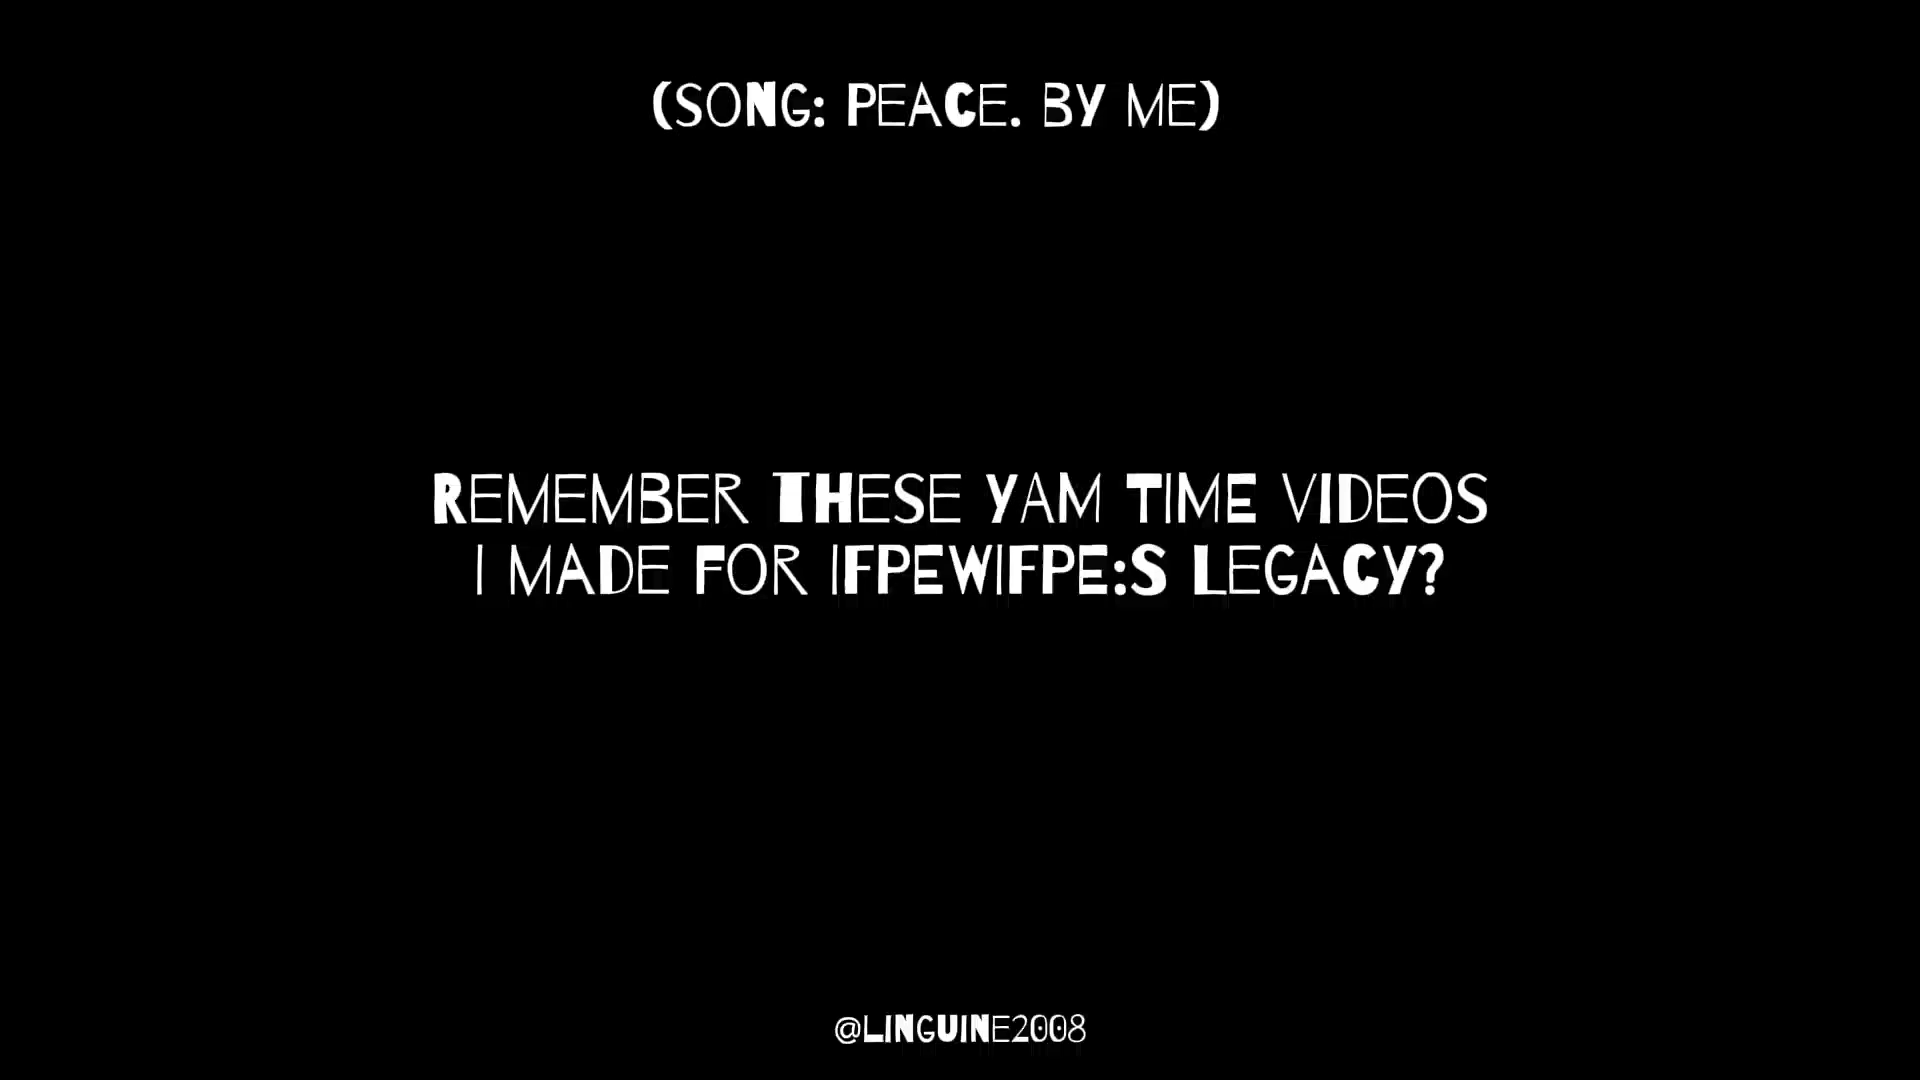 (SONG: PEACE. BY ME)
REMEMBER THESE YAM TIME VIDEOS
I MADE FOR IFPEWIFPE:S LEGACY?
@LINGUINE2008